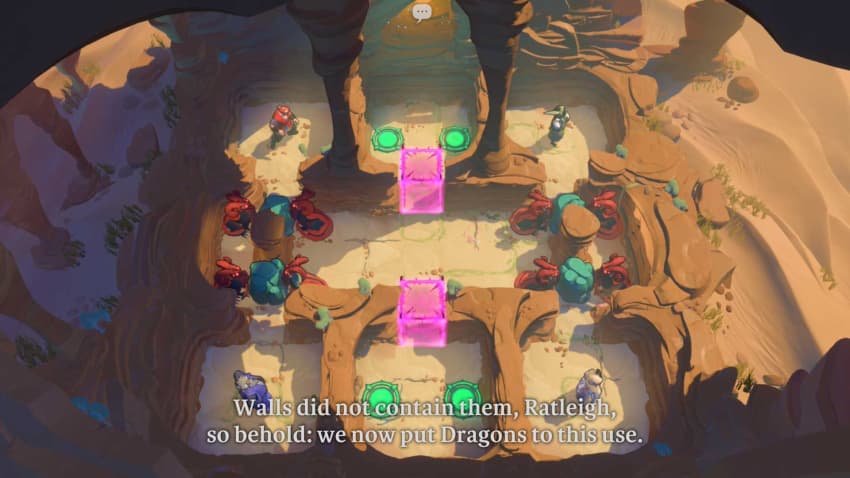 Walls did not contain them, Ratleigh,
so behold: we now put Dragons to this use.